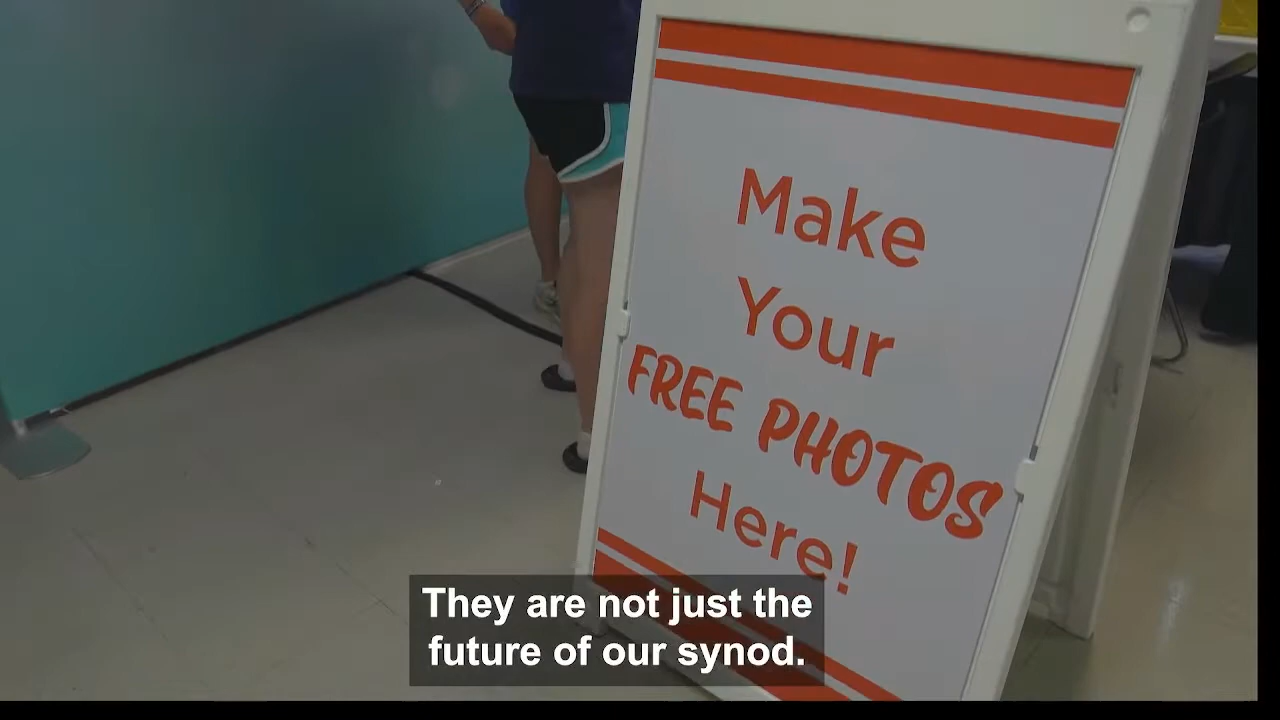 Make
Your
FREE PHOTOS
Here!
They are not just the
future of our synod.